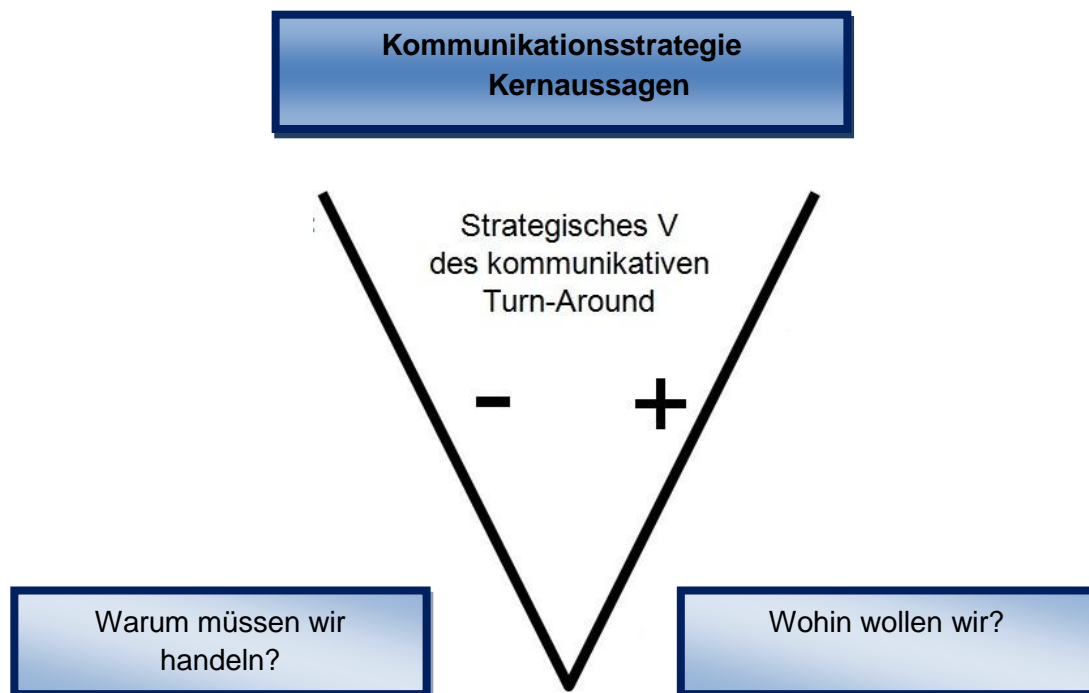 Kommunikationsstrategie
Kernaussagen
Strategisches V
des kommunikativen
Turn-Around
- +
Warum müssen wir
handeln?
Wohin wollen wir?